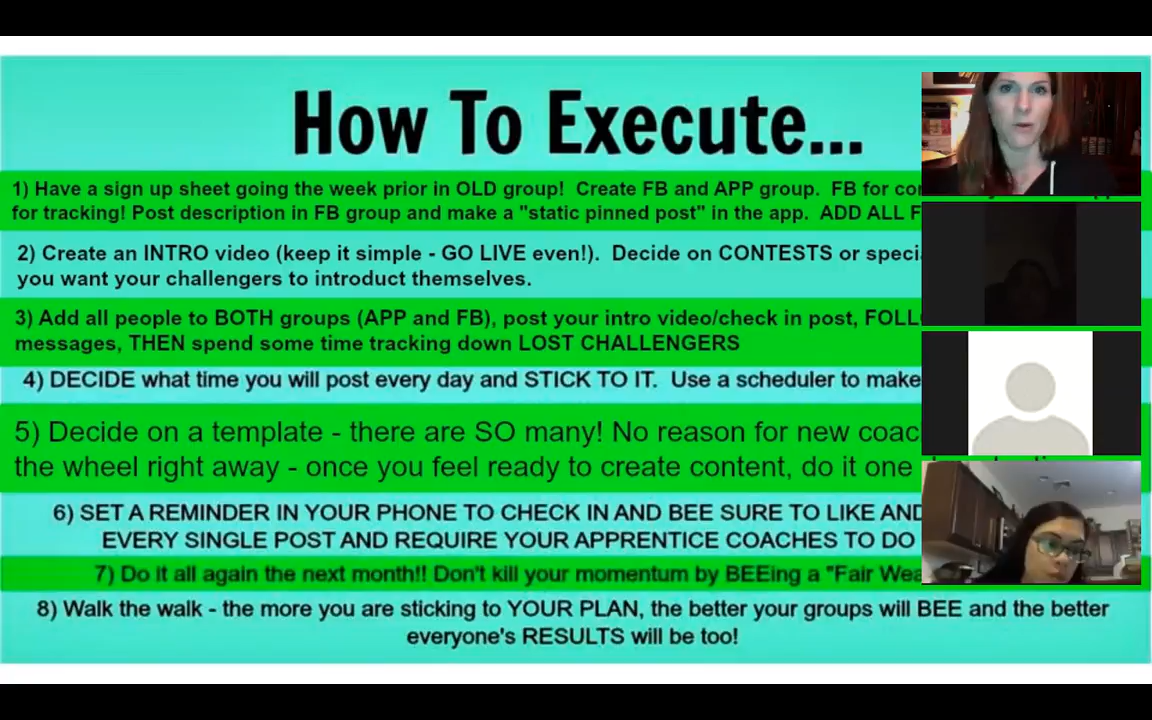 How To Execute...
1) Have a sign up sheet going the week prior in OLD group! Create FB and APP group. FB for
for tracking! Post description in FB group and make a "static pinned post" in the app. ADD ALL
2) Create an INTRO video (keep it simple - GO LIVE even!). Decide on CONTESTS or
you want your challengers to introduct themselves.
3) Add all people to BOTH groups (APP and FB), post your intro video/check in post,
messages, THEN spend some time tracking down LOST CHALLENGERS
4) DECIDE what time you will post every day and STICK TO IT. Use a scheduler to make
5) Decide on a template - there are SO many! No reason for new
the wheel right away - once you feel ready to create content, do it one
6) SET A REMINDER IN YOUR PHONE TO CHECK IN AND BEE SURE TO LIKE AND
EVERY SINGLE POST AND REQUIRE YOUR APPRENTICE COACHES TO DO
7) Do it all again the next month!! Don't kill your momentum by BEEing a "Fair
8) Walk the walk - the more you are sticking to YOUR PLAN, the better your groups will BEE and the better
everyone's RESULTS will be too!